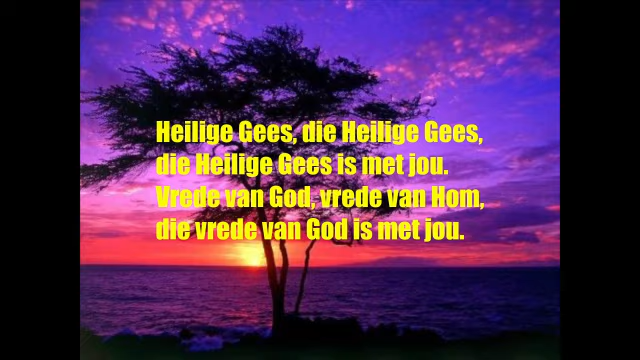 Heilige Gees, die Heilige Gees,
die Heilige Gees is met jou.
Vrede van God, vrede van Hom,
die vrede van God is met jou.